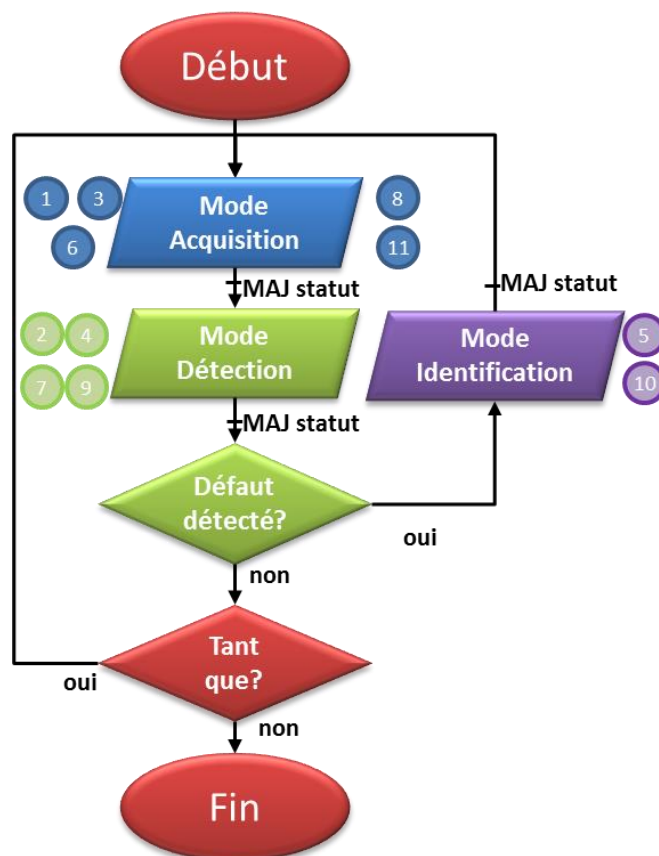 Début
1
3
Mode
Acquisition
8
6
11
MAJ statut
MAJ statut
2
4
Mode
Détection
Mode
Identification
5
7
9
10
MAJ statut
Défaut
détecté?
oui
non
Tant
que?
oui
non
Fin